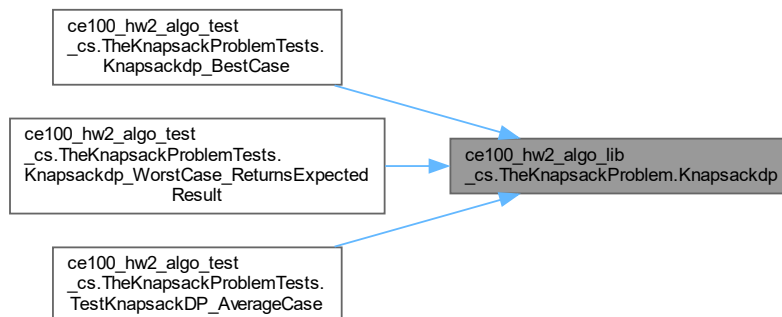 ce100_hw2_algo_test
_cs.TheKnapsackProblemTests.
Knapsackdp_BestCase
ce100_hw2_algo_test
_cs.TheKnapsackProblemTests.
Knapsackdp_WorstCase_ReturnsExpected
Result
ce100_hw2_algo_lib
_cs.TheKnapsackProblem.Knapsackdp
ce100_hw2_algo_test
_cs.TheKnapsackProblemTests.
TestKnapsackDP_AverageCase